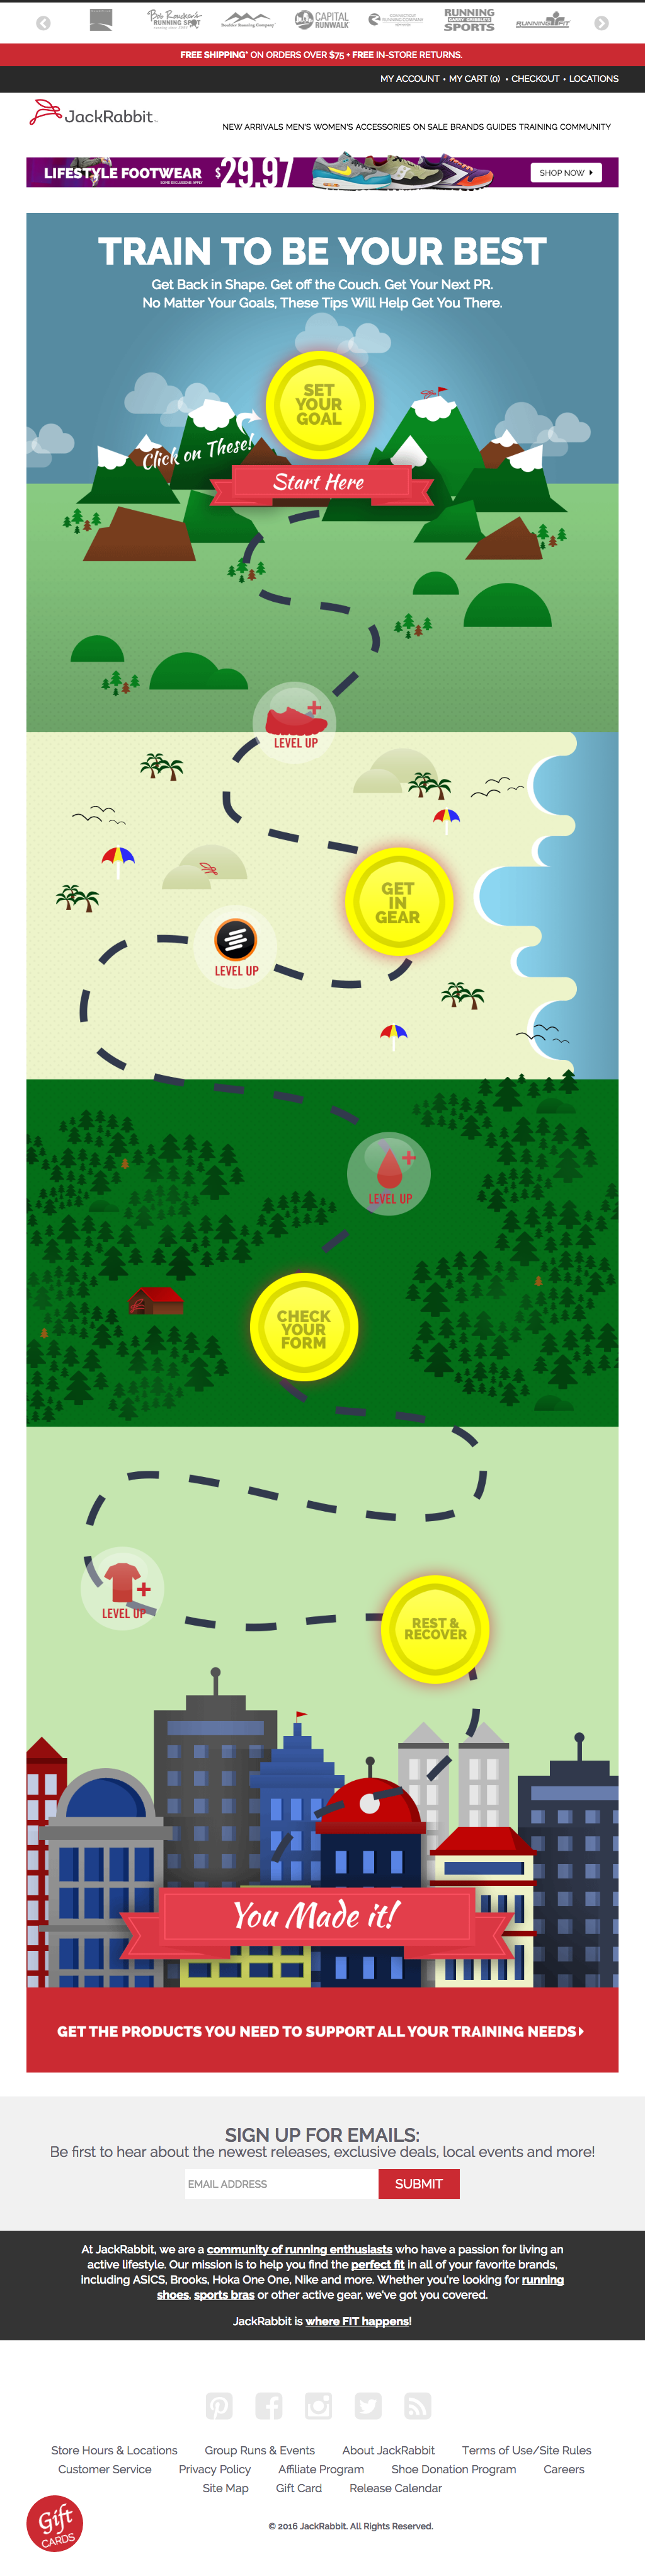 Bob Roncker's
RUNNING SPOT
Boulder Running Company
CAPITAL
RUNWALK
RUNNING
SPORTS
RUNNING FIT
FREE SHIPPING* ON ORDERS OVER $75 + FREE IN-STORE RETURNS.
MY ACCOUNT • MY CART (0) • CHECKOUT • LOCATIONS
JackRabbit
NEW ARRIVALS MEN'S WOMEN'S ACCESSORIES ON SALE BRANDS GUIDES TRAINING COMMUNITY
LIFESTYLE FOOTWEAR $29.97
SOME EXCLUSIONS APPLY
SHOP NOW
TRAIN TO BE YOUR BEST
Get Back in Shape. Get off the Couch. Get Your Next PR.
No Matter Your Goals, These Tips Will Help Get You There.
SET
YOUR
GOAL
Click on These!
Start Here
LEVEL UP
GET
IN
GEAR
LEVEL UP
LEVEL UP
CHECK
YOUR
FORM
LEVEL UP
REST &
RECOVER
You Made it!
GET THE PRODUCTS YOU NEED TO SUPPORT ALL YOUR TRAINING NEEDS
SIGN UP FOR EMAILS:
Be first to hear about the newest releases, exclusive deals, local events and more!
EMAIL ADDRESS
SUBMIT
At JackRabbit, we are a community of running enthusiasts who have a passion for living an
active lifestyle. Our mission is to help you find the perfect fit in all of your favorite brands,
including ASICS, Brooks, Hoka One One, Nike and more. Whether you're looking for running
shoes, sports bras or other active gear, we've got you covered.
JackRabbit is where FIT happens!
Store Hours & Locations Group Runs & Events About JackRabbit Terms of Use/Site Rules
Customer Service Privacy Policy Affiliate Program Shoe Donation Program Careers
Site Map Gift Card Release Calendar
Gift
CARDS
© 2016 JackRabbit. All Rights Reserved.